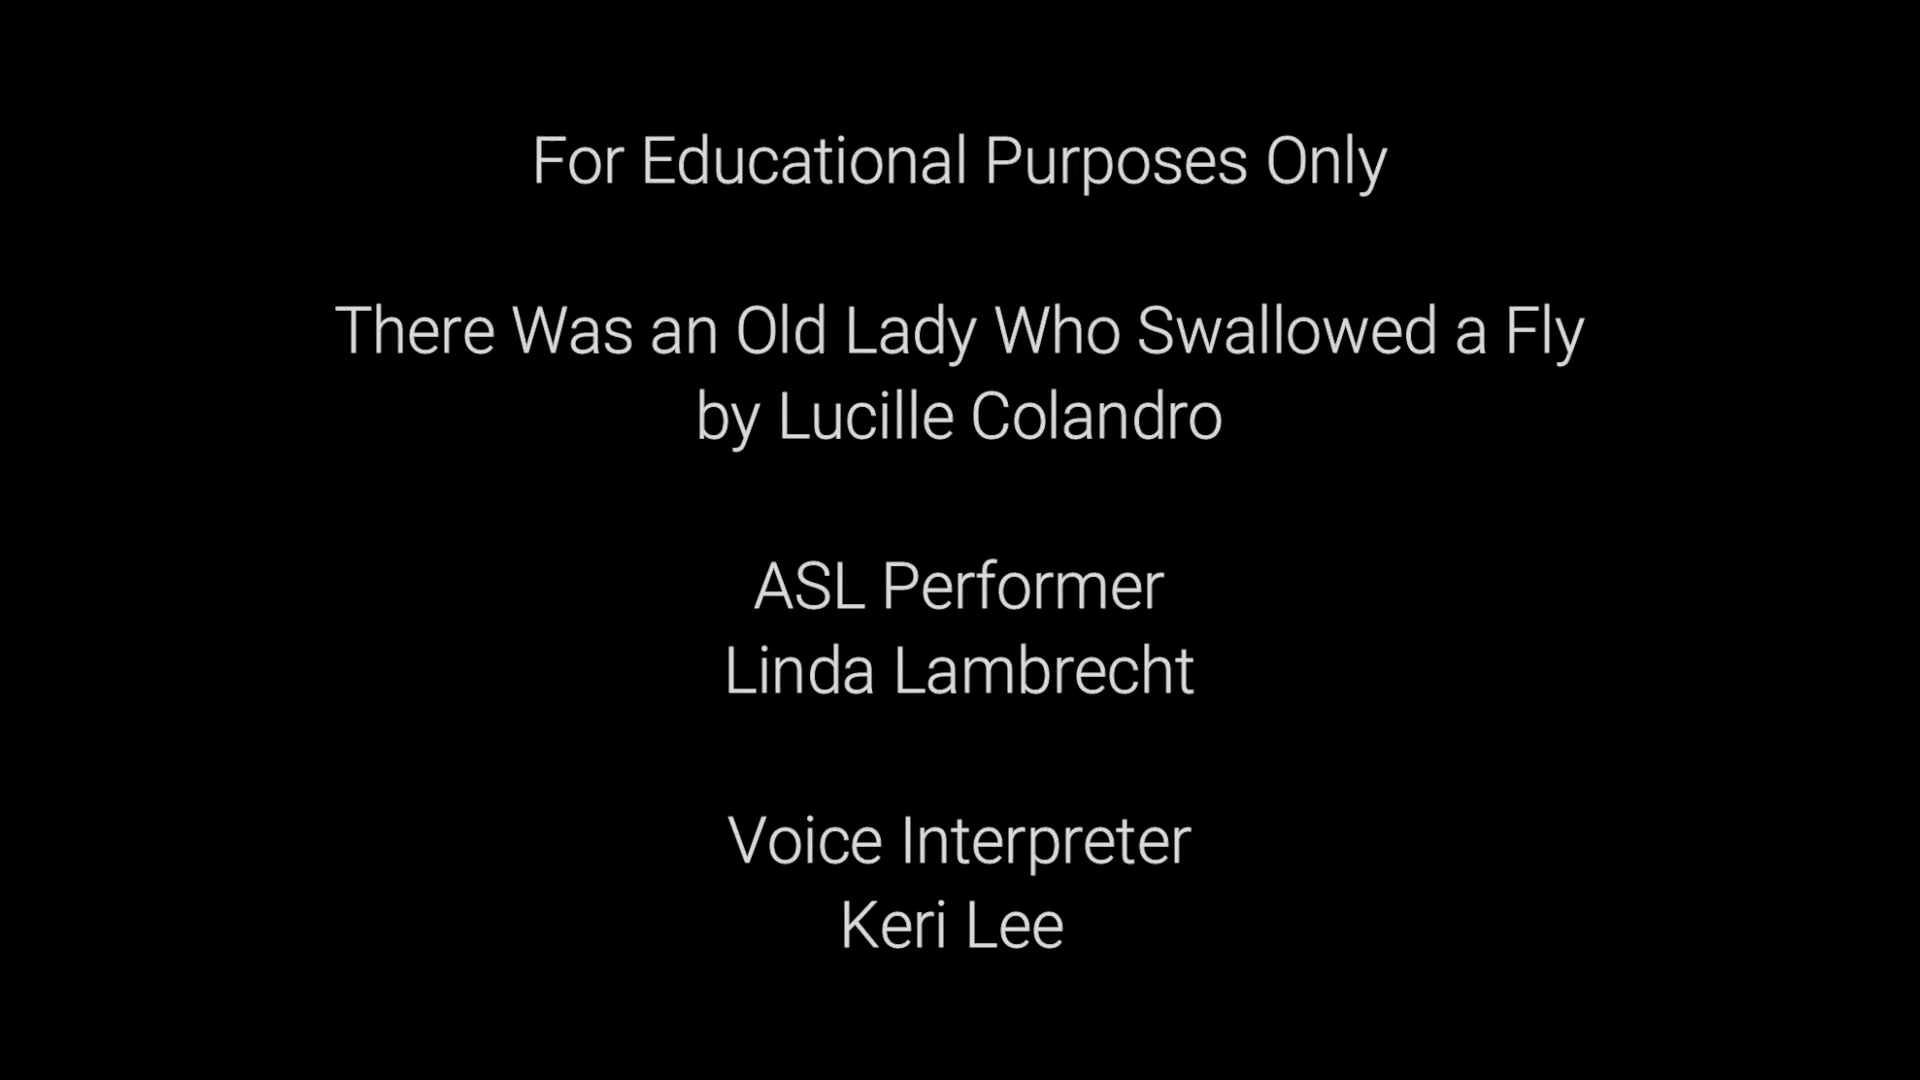 For Educational Purposes Only
There Was an Old Lady Who Swallowed a Fly
by Lucille Colandro
ASL Performer
Linda Lambrecht
Voice Interpreter
Keri Lee